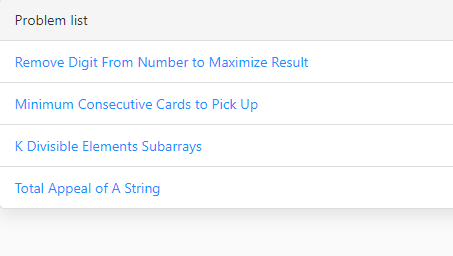 Problem list
Remove Digit From Number to Maximize Result
Minimum Consecutive Cards to Pick Up
K Divisible Elements Subarrays
Total Appeal of A String